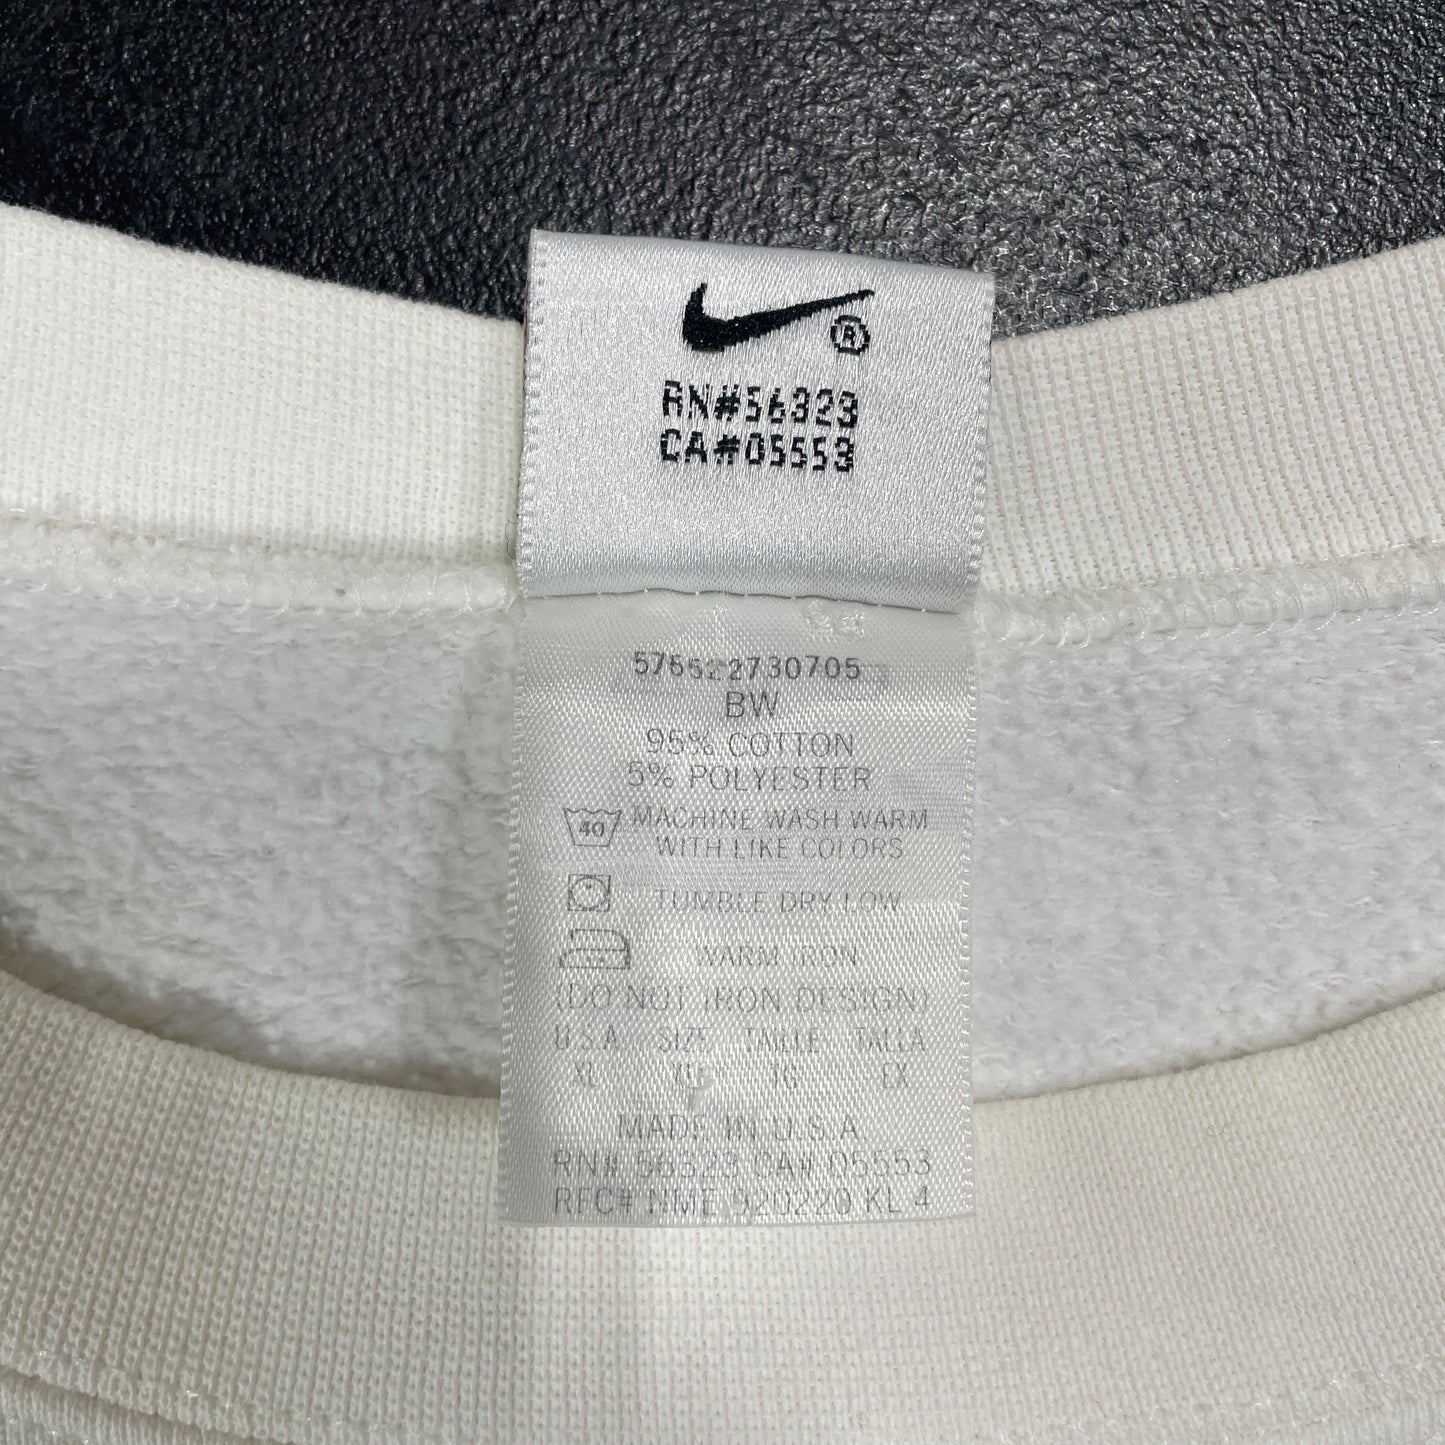 ®
RN#56323
CA#05553
576522730705
BW
95% COTTON
5% POLYESTER
40 MACHINE WASH WARM
WITH LIKE COLORS
TUMBLE DRY LOW
WARM IRON
(DO NOT IRON DESIGN)
U.S.A SIZE TAILLE TALLA
XL TG EX
MADE IN U.S.A.
RN# 56323 CA# 05553
RFC# NME 920220 KL 4